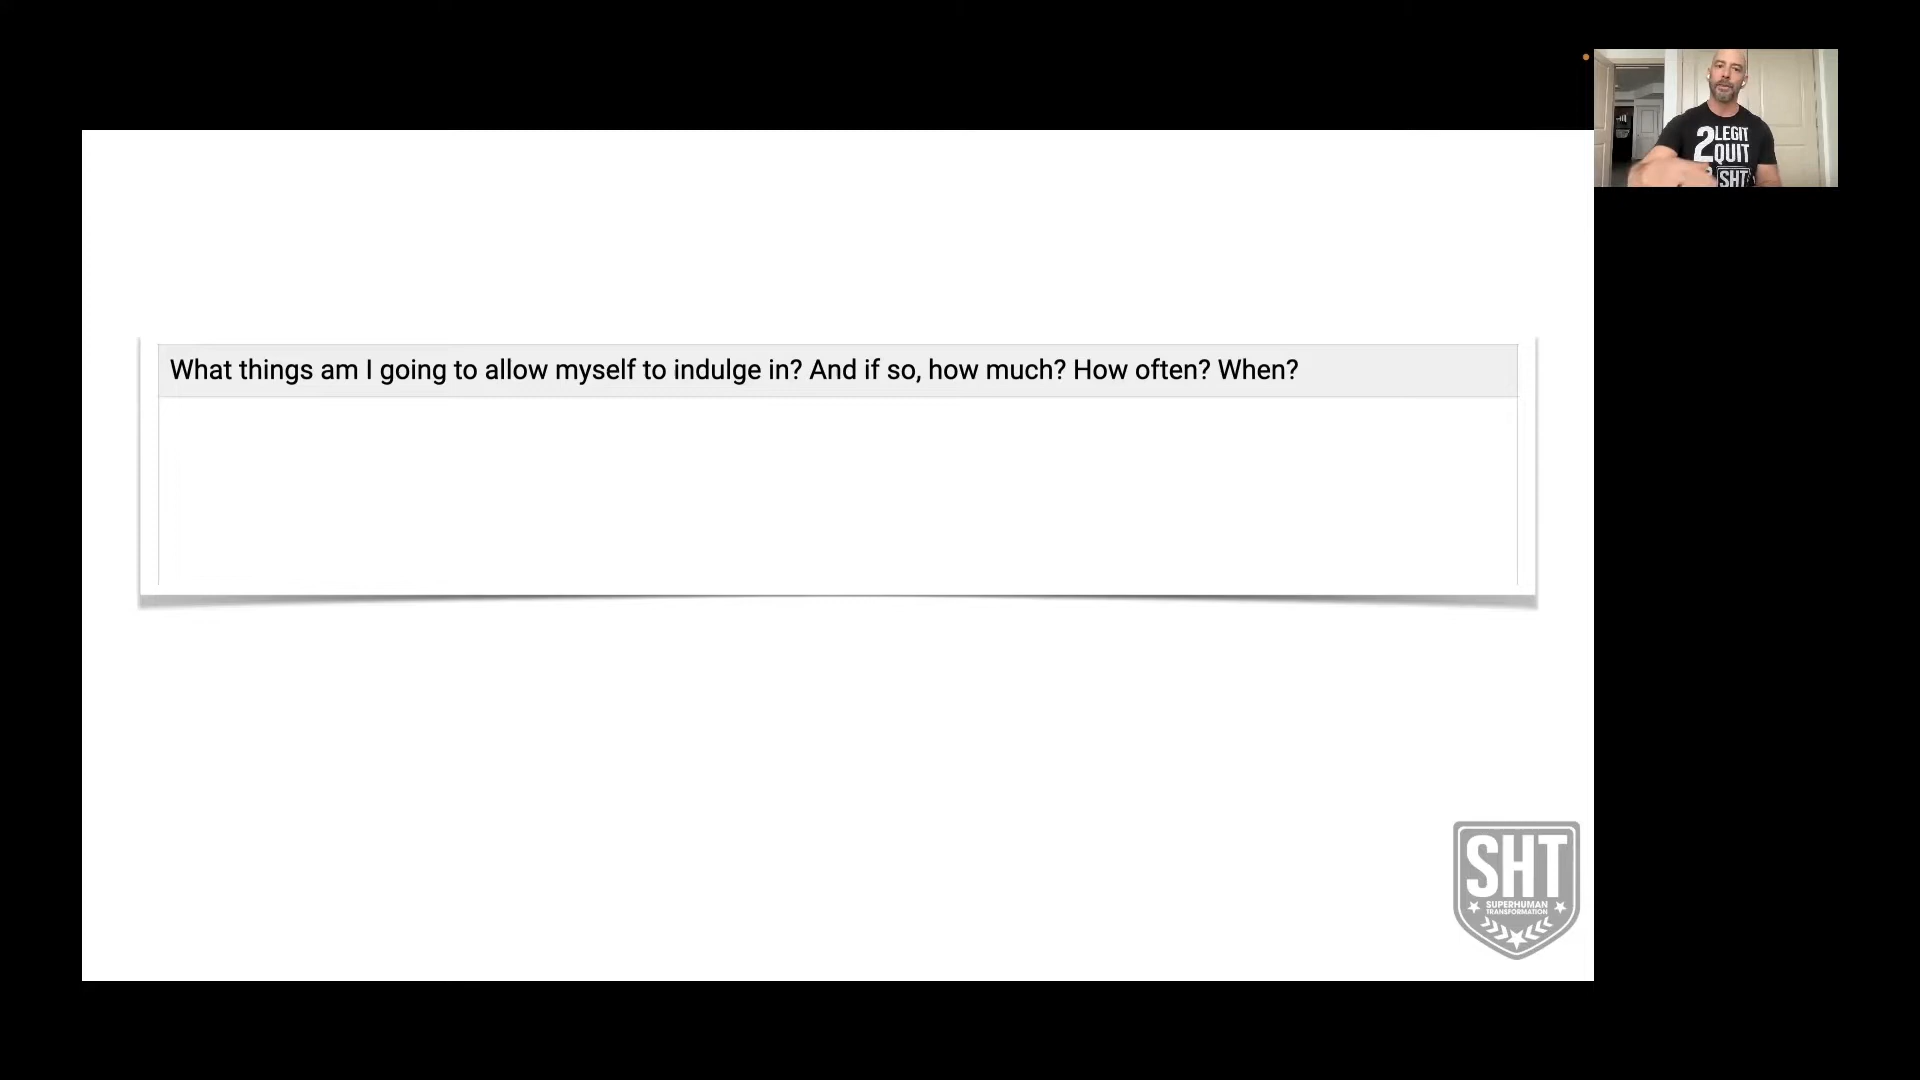 2 LEGIT
QUIT
SHT
What things am I going to allow myself to indulge in? And if so, how much? How often? When?
SHT
SUPERHUMAN
TRANSFORMATION